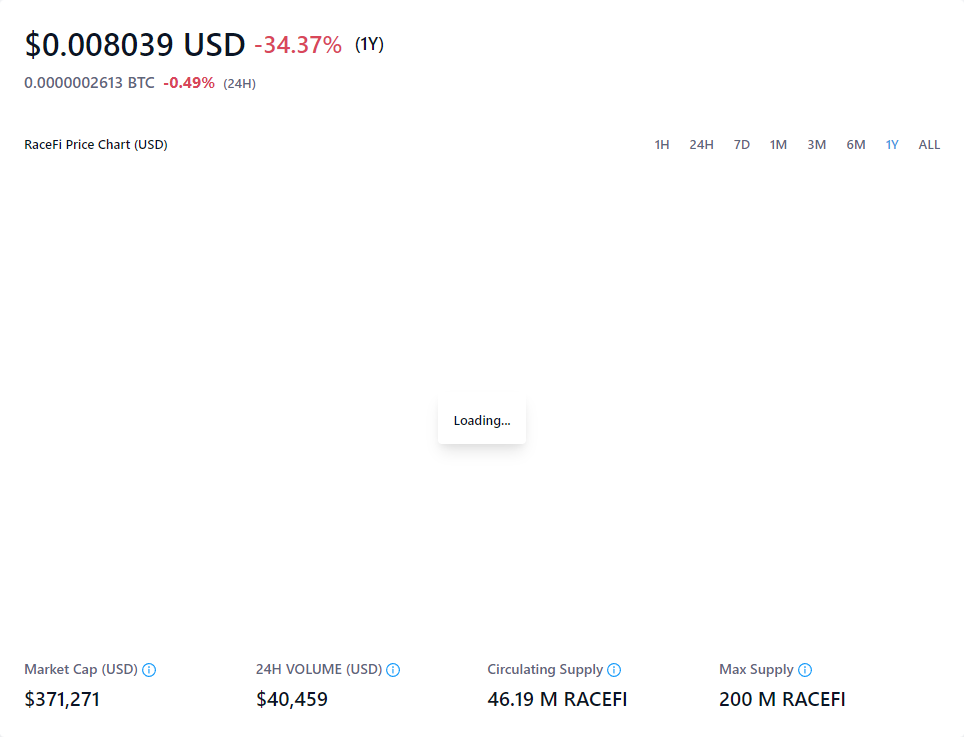 $0.008039 USD -34.37% (1Y)
0.0000002613 BTC -0.49% (24H)
RaceFi Price Chart (USD) 1H 24H 7D 1M 3M 6M 1Y ALL
Loading...
Market Cap (USD) 24H VOLUME (USD) Circulating Supply Max Supply
$371,271 $40,459 46.19 M RACEFI 200 M RACEFI